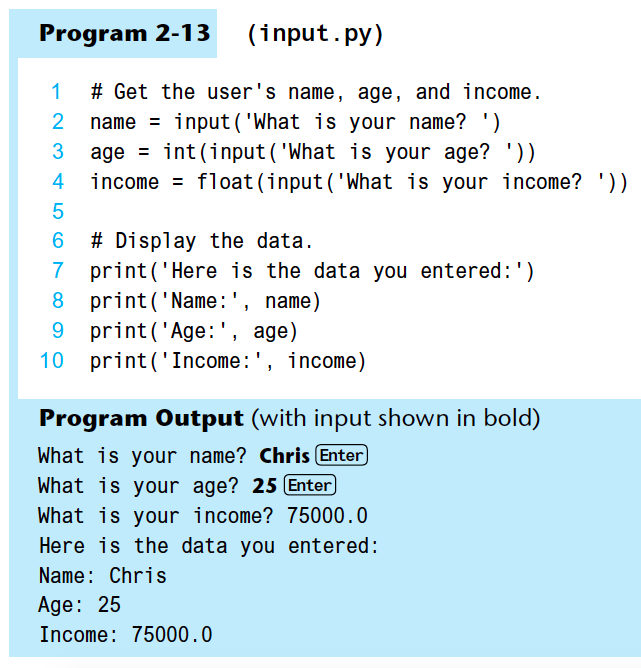 Program 2-13 (input.py)
1 # Get the user's name, age, and income.
2 name = input('What is your name? ')
3 age = int(input('What is your age? '))
4 income = float(input('What is your income? '))
5
6 # Display the data.
7 print('Here is the data you entered:')
8 print('Name:', name)
9 print('Age:', age)
10 print('Income:', income)
Program Output (with input shown in bold)
What is your name? Chris Enter
What is your age? 25 Enter
What is your income? 75000.0
Here is the data you entered:
Name: Chris
Age: 25
Income: 75000.0